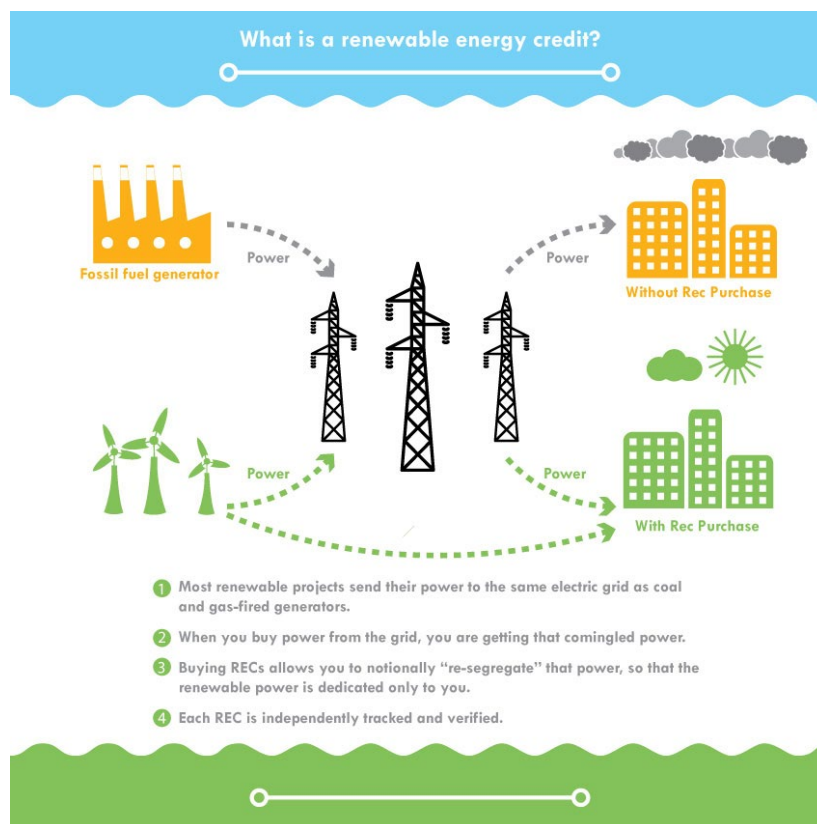 What is a renewable energy credit?
Power
Fossil fuel generator
Power
Without Rec Purchase
Power
Power
With Rec Purchase
1 Most renewable projects send their power to the same electric grid as coal
and gas-fired generators.
2 When you buy power from the grid, you are getting that comingled power.
3 Buying RECs allows you to notionally “re-segregate” that power, so that the
renewable power is dedicated only to you.
4 Each REC is independently tracked and verified.